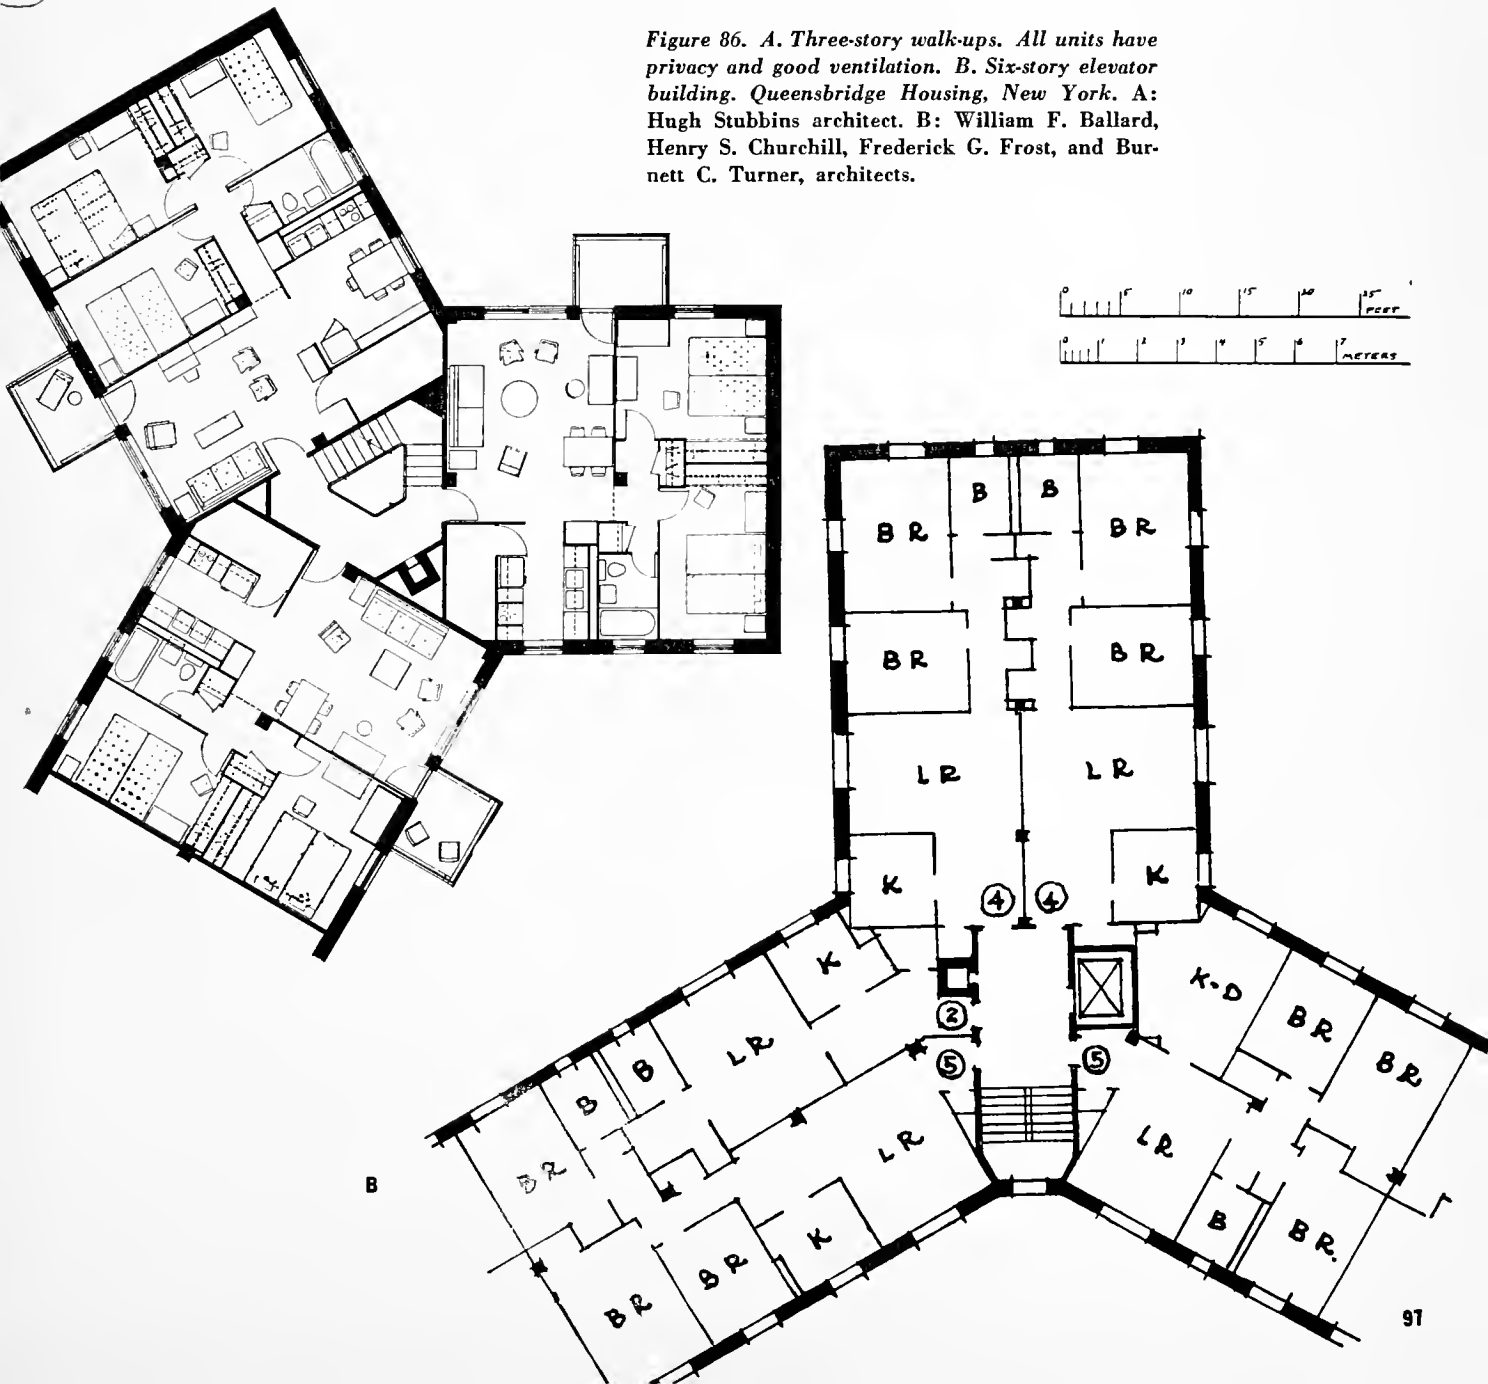 Figure 86. A. Three-story walk-ups. All units have
privacy and good ventilation. B. Six-story elevator
building. Queensbridge Housing, New York. A:
Hugh Stubbins architect. B: William F. Ballard,
Henry S. Churchill, Frederick G. Frost, and Bur-
nett C. Turner, architects.
0 5 10 15 20 25
FEET
0 1 2 3 4 5 6 7
METERS
B B
BR BR
BR BR
LR LR
K K
4 4
K K-D
2
BR
LR 5 5 BR
B
B
LR LR
BR
B
B
K BR.
BR
BR
97